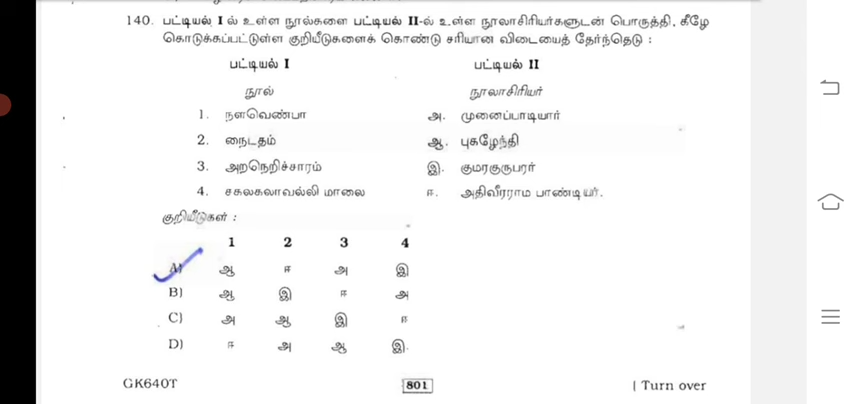 140. பட்டியல் I ல் உள்ள நூல்களை பட்டியல் II-ல் உள்ள நூலாசிரியர்களுடன் பொருத்தி, கீழே
கொடுக்கப்பட்டுள்ள குறியீடுகளைக் கொண்டு சரியான விடையைத் தேர்ந்தெடு :
பட்டியல் I பட்டியல் II
நூல் நூலாசிரியர்
1. நளவெண்பா அ. முனைப்பாடியார்
2. நைடதம் ஆ. புகழேந்தி
3. அறநெறிச்சாரம் இ. குமரகுருபரர்
4. சகலகலாவல்லி மாலை ஈ. அதிவீரராம பாண்டியர்.
குறியீடுகள் :
1 2 3 4
A) ஆ ஈ அ இ
B) ஆ இ ஈ அ
C) அ ஆ இ ஈ
D) ஈ அ ஆ இ.
GK640T 801 [ Turn over